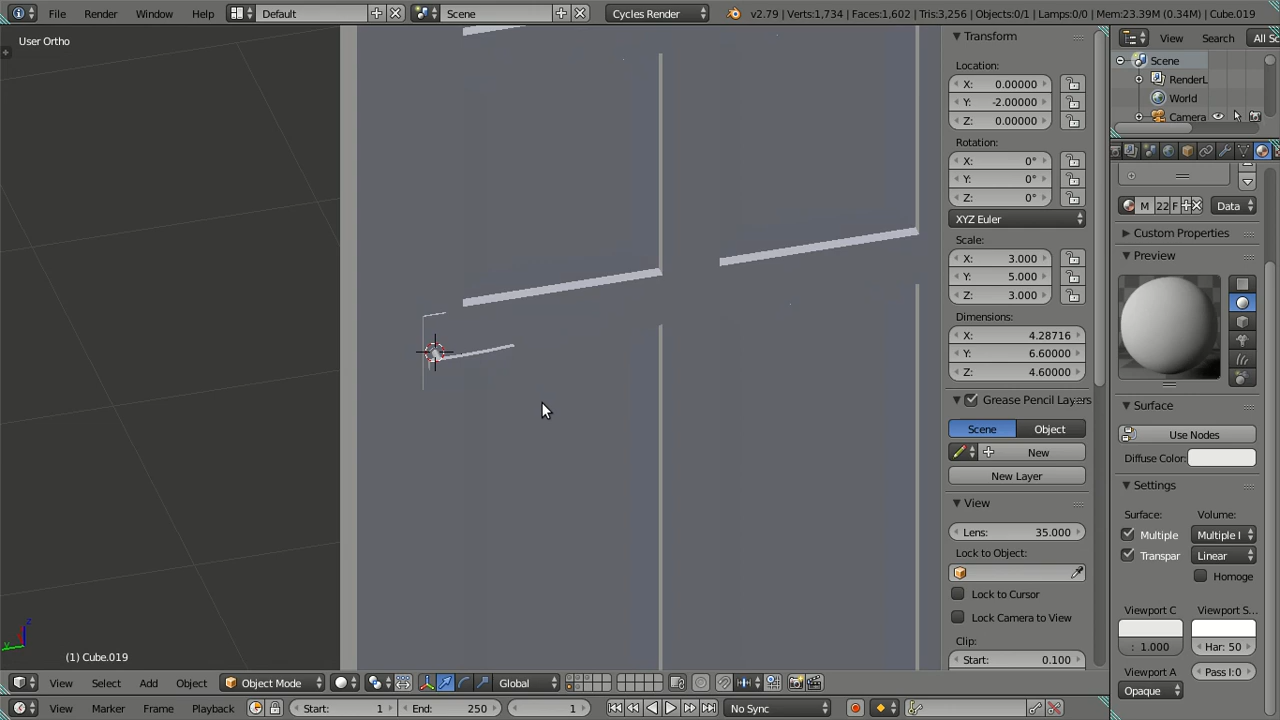 File Render Window Help Default Scene Cycles Render v2.79 | Verts:1,734 | Faces:1,602 | Tris:3,256 | Objects:0/1 | Lamps:0/0 | Mem:23.39M (0.34M) | Cube.019
User Ortho
Transform
Location:
X: 0.00000
Y: -2.00000
Z: 0.00000
Rotation:
X: 0°
Y: 0°
Z: 0°
XYZ Euler
Scale:
X: 3.000
Y: 5.000
Z: 3.000
Dimensions:
X: 4.28716
Y: 6.60000
Z: 4.60000
Grease Pencil Layers
Scene Object
New
New Layer
View
Lens: 35.000
Lock to Object:
Lock to Cursor
Lock Camera to View
Clip:
Start: 0.100
View Search All Sc
Scene
RenderL
World
Camera
M 22 F Data
Custom Properties
Preview
Surface
Use Nodes
Diffuse Color:
Settings
Surface: Volume:
Multiple Multiple I
Transpar Linear
Homoge
Viewport C Viewport S...
: 1.000 Har: 50
Viewport A Pass I:0
Opaque
z
y
(1) Cube.019
View Select Add Object Object Mode Global
View Marker Frame Playback Start: 1 End: 250 1 No Sync